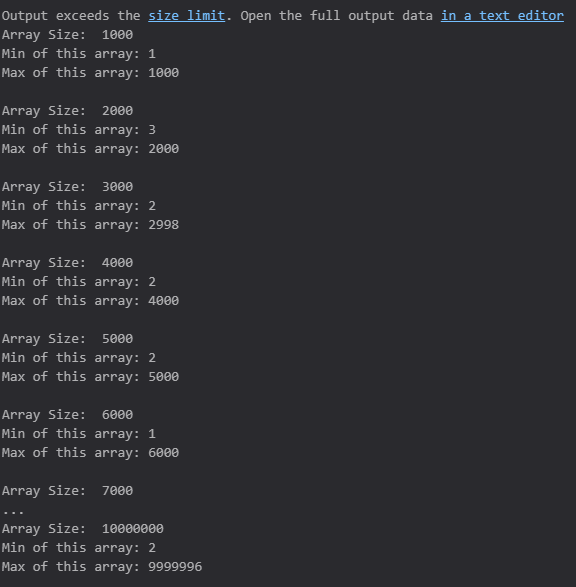 Output exceeds the size limit. Open the full output data in a text editor
Array Size:  1000
Min of this array: 1
Max of this array: 1000

Array Size:  2000
Min of this array: 3
Max of this array: 2000

Array Size:  3000
Min of this array: 2
Max of this array: 2998

Array Size:  4000
Min of this array: 2
Max of this array: 4000

Array Size:  5000
Min of this array: 2
Max of this array: 5000

Array Size:  6000
Min of this array: 1
Max of this array: 6000

Array Size:  7000
...
Array Size:  10000000
Min of this array: 2
Max of this array: 9999996